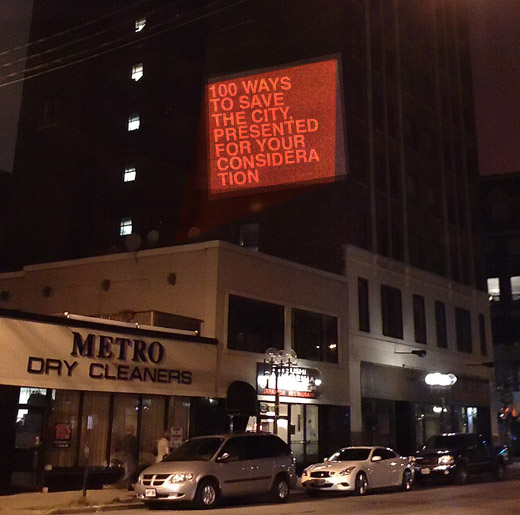 100 WAYS
TO SAVE
THE CITY,
PRESENTED
FOR YOUR
CONSIDERA
TION
METRO
DRY CLEANERS